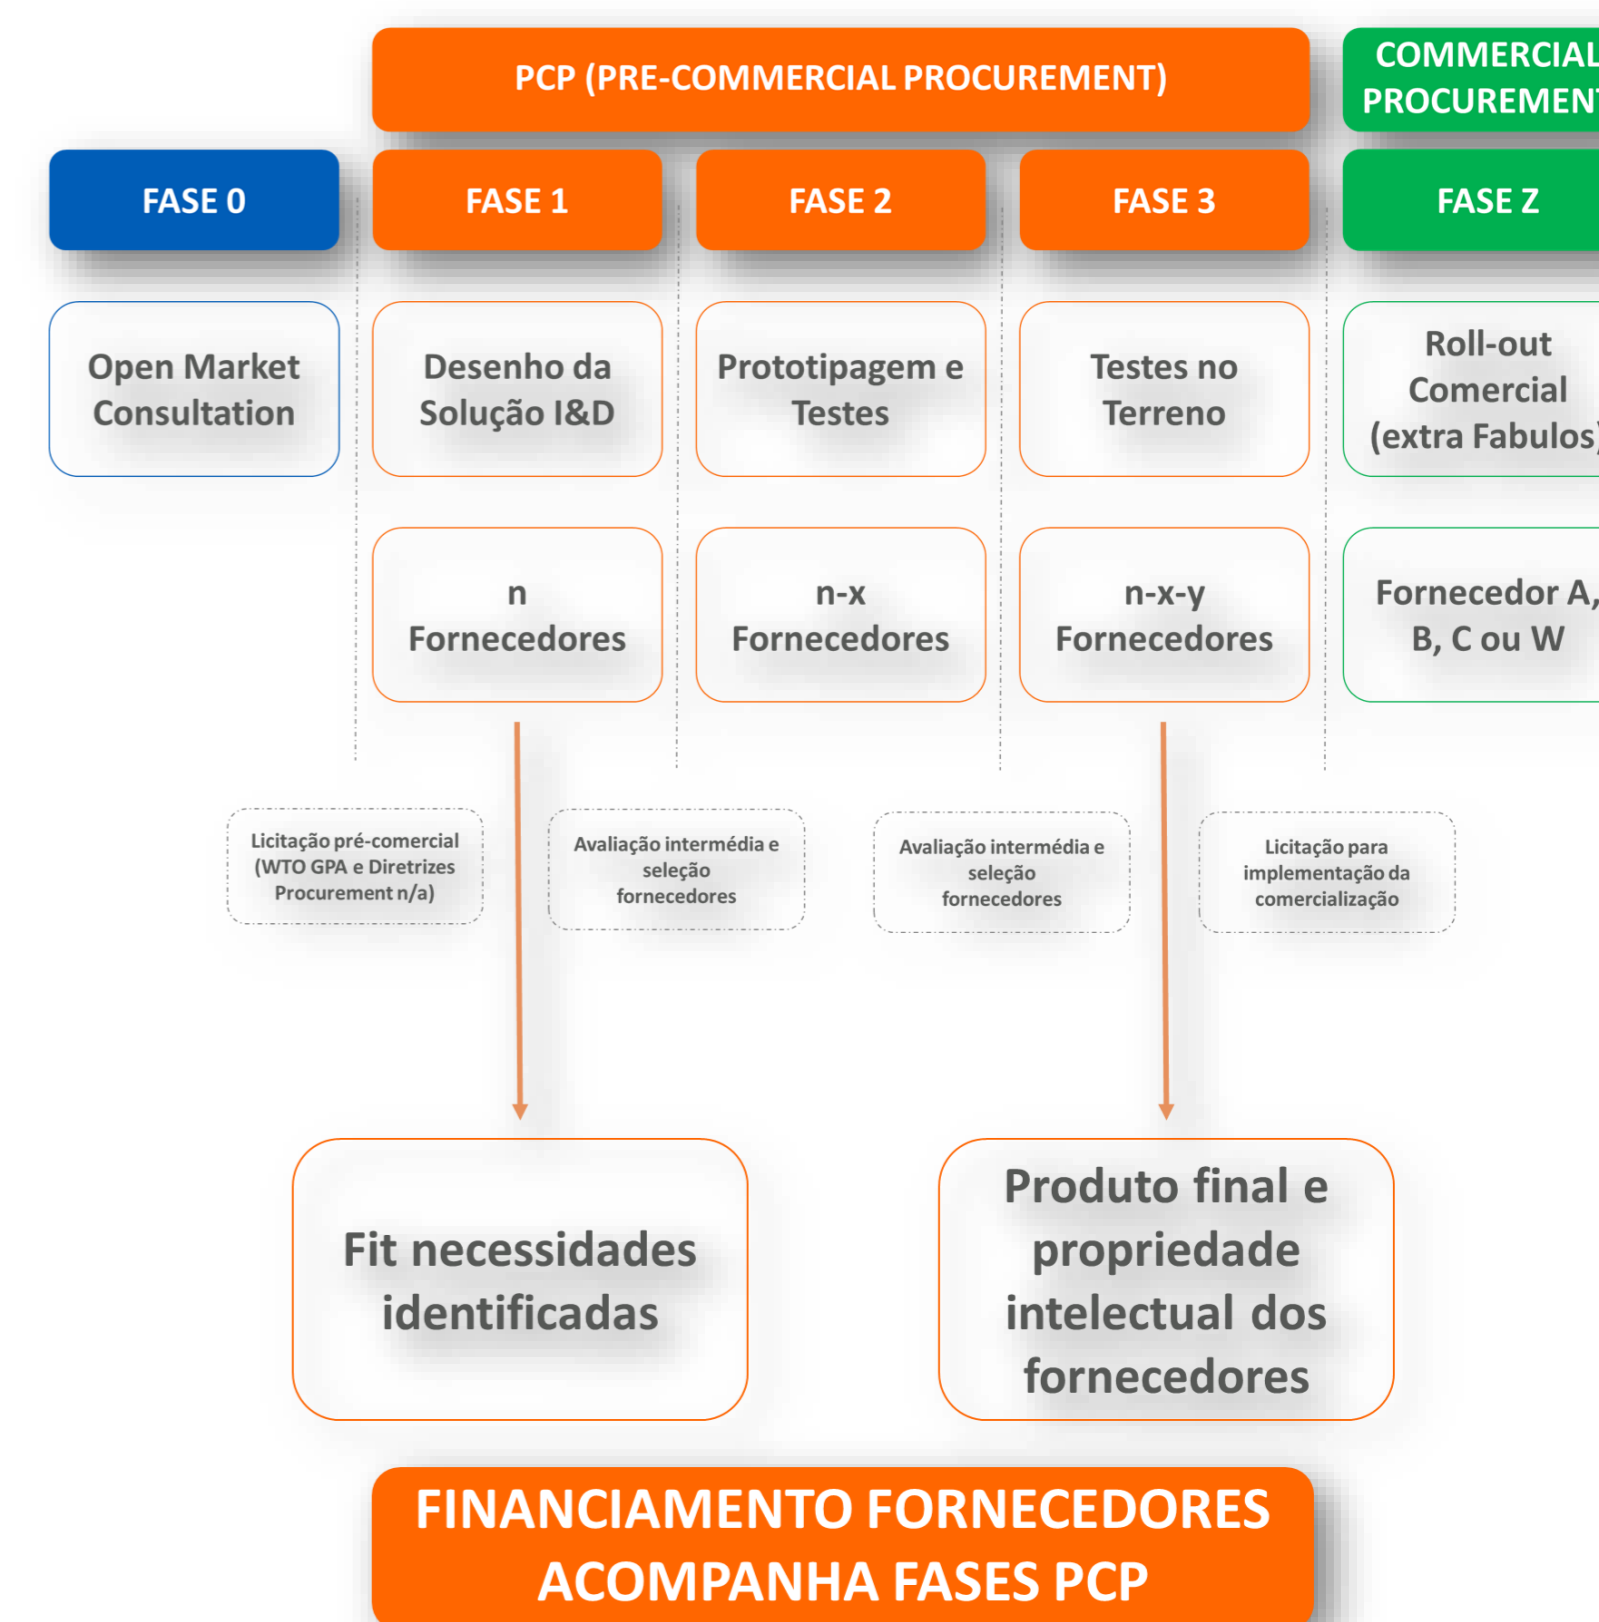 PCP (PRE-COMMERCIAL PROCUREMENT)
COMMERCIAL
PROCUREMENT
FASE 0
FASE 1
FASE 2
FASE 3
FASE Z
Open Market
Consultation
Desenho da
Solução I&D
Prototipagem e
Testes
Testes no
Terreno
Roll-out
Comercial
(extra Fabulos)
n
Fornecedores
n-x
Fornecedores
n-x-y
Fornecedores
Fornecedor A,
B, C ou W
Licitação pré-comercial
(WTO GPA e Diretrizes
Procurement n/a)
Avaliação intermédia e
seleção
fornecedores
Avaliação intermédia e
seleção
fornecedores
Licitação para
implementação da
comercialização
Fit necessidades
identificadas
Produto final e
propriedade
intelectual dos
fornecedores
FINANCIAMENTO FORNECEDORES
ACOMPANHA FASES PCP